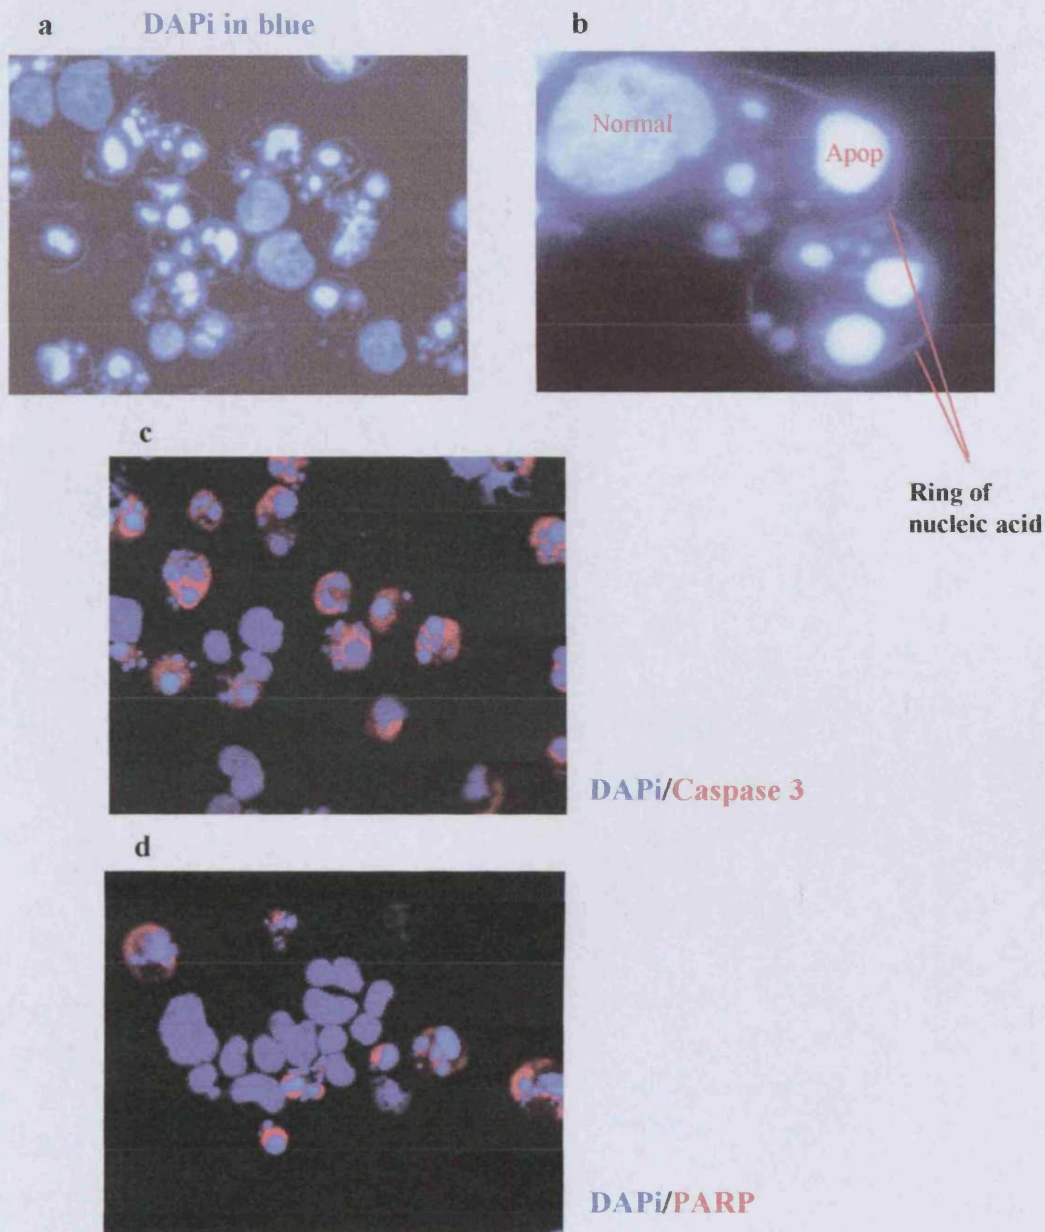 a
DAPi in blue
b
Normal
Apop
Ring of
nucleic acid
c
DAPi/Caspase 3
d
DAPi/PARP